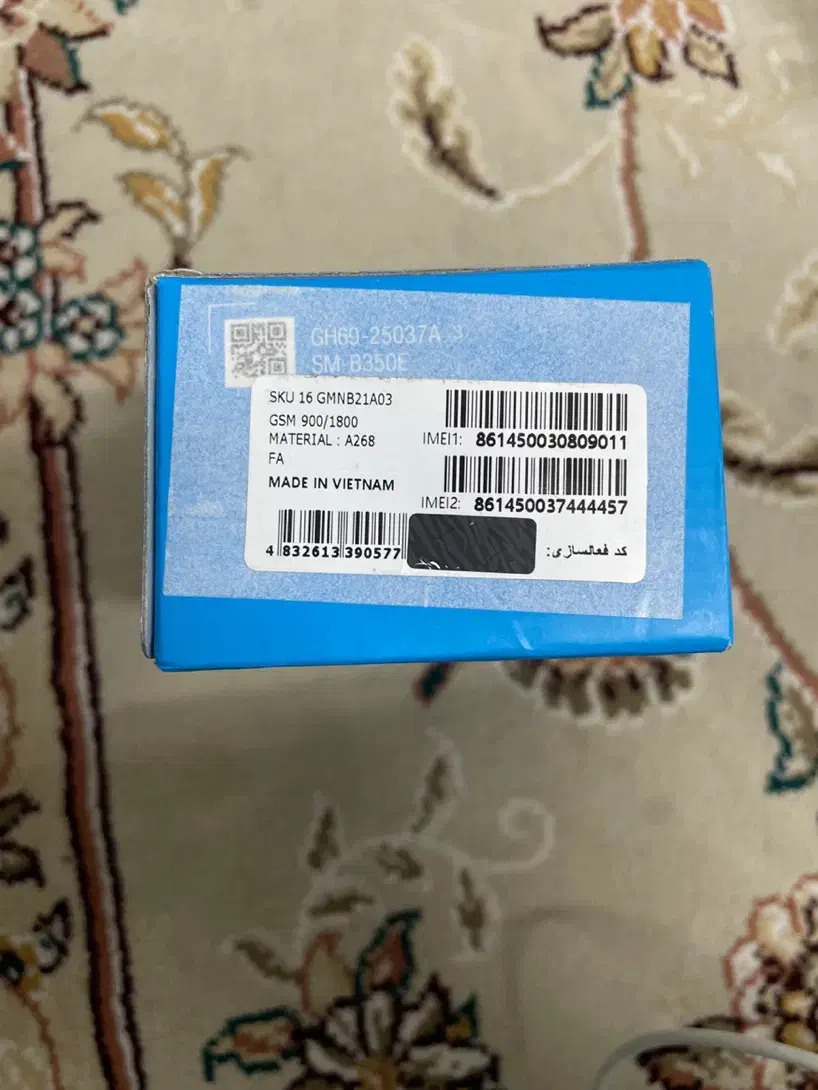 GH69-25037A 3
SM-B350E
SKU 16 GMNB21A03
GSM 900/1800
MATERIAL : A268
FA
MADE IN VIETNAM
IMEI1: 861450030809011
IMEI2: 861450037444457
4 832613 390577
کد فعالسازی: